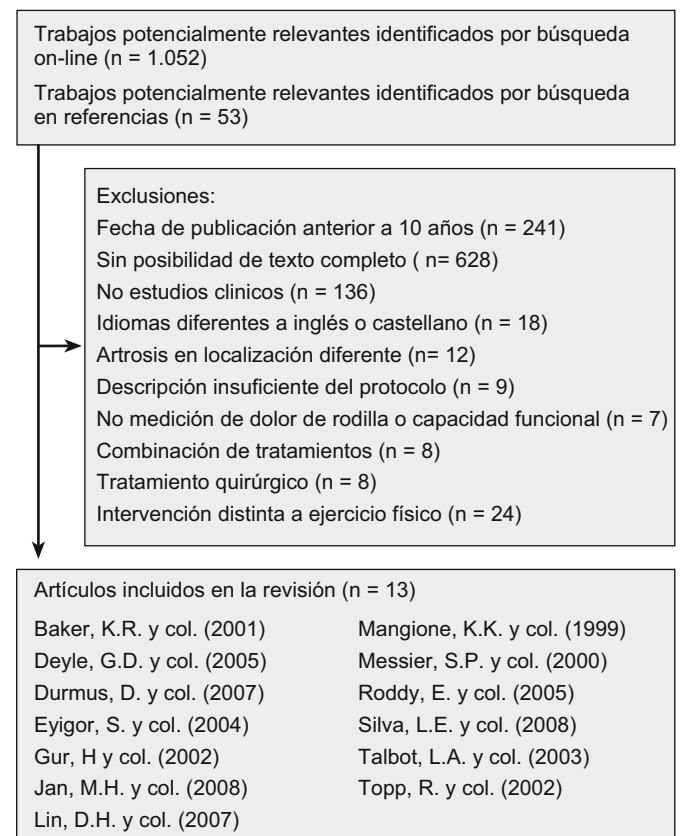 Trabajos potencialmente relevantes identificados por búsqueda
on-line (n = 1.052)
Trabajos potencialmente relevantes identificados por búsqueda
en referencias (n = 53)
Exclusiones:
Fecha de publicación anterior a 10 años (n = 241)
Sin posibilidad de texto completo ( n= 628)
No estudios clinicos (n = 136)
Idiomas diferentes a inglés o castellano (n = 18)
Artrosis en localización diferente (n= 12)
Descripción insuficiente del protocolo (n = 9)
No medición de dolor de rodilla o capacidad funcional (n = 7)
Combinación de tratamientos (n = 8)
Tratamiento quirúrgico (n = 8)
Intervención distinta a ejercicio físico (n = 24)
Artículos incluidos en la revisión (n = 13)
Baker, K.R. y col. (2001)
Deyle, G.D. y col. (2005)
Durmus, D. y col. (2007)
Eyigor, S. y col. (2004)
Gur, H y col. (2002)
Jan, M.H. y col. (2008)
Lin, D.H. y col. (2007)
Mangione, K.K. y col. (1999)
Messier, S.P. y col. (2000)
Roddy, E. y col. (2005)
Silva, L.E. y col. (2008)
Talbot, L.A. y col. (2003)
Topp, R. y col. (2002)